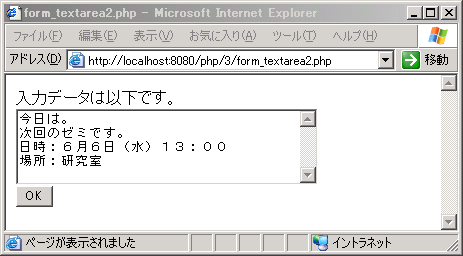 form_textarea2.php - Microsoft Internet Explorer
ファイル(F) 編集(E) 表示(V) お気に入り(A) ツール(T) ヘルプ(H)
アドレス(D) http://localhost:8080/php/3/form_textarea2.php 移動
入力データは以下です。
今日は。
次回のゼミです。
日時：６月６日（水）１３：００
場所：研究室
OK
ページが表示されました イントラネット